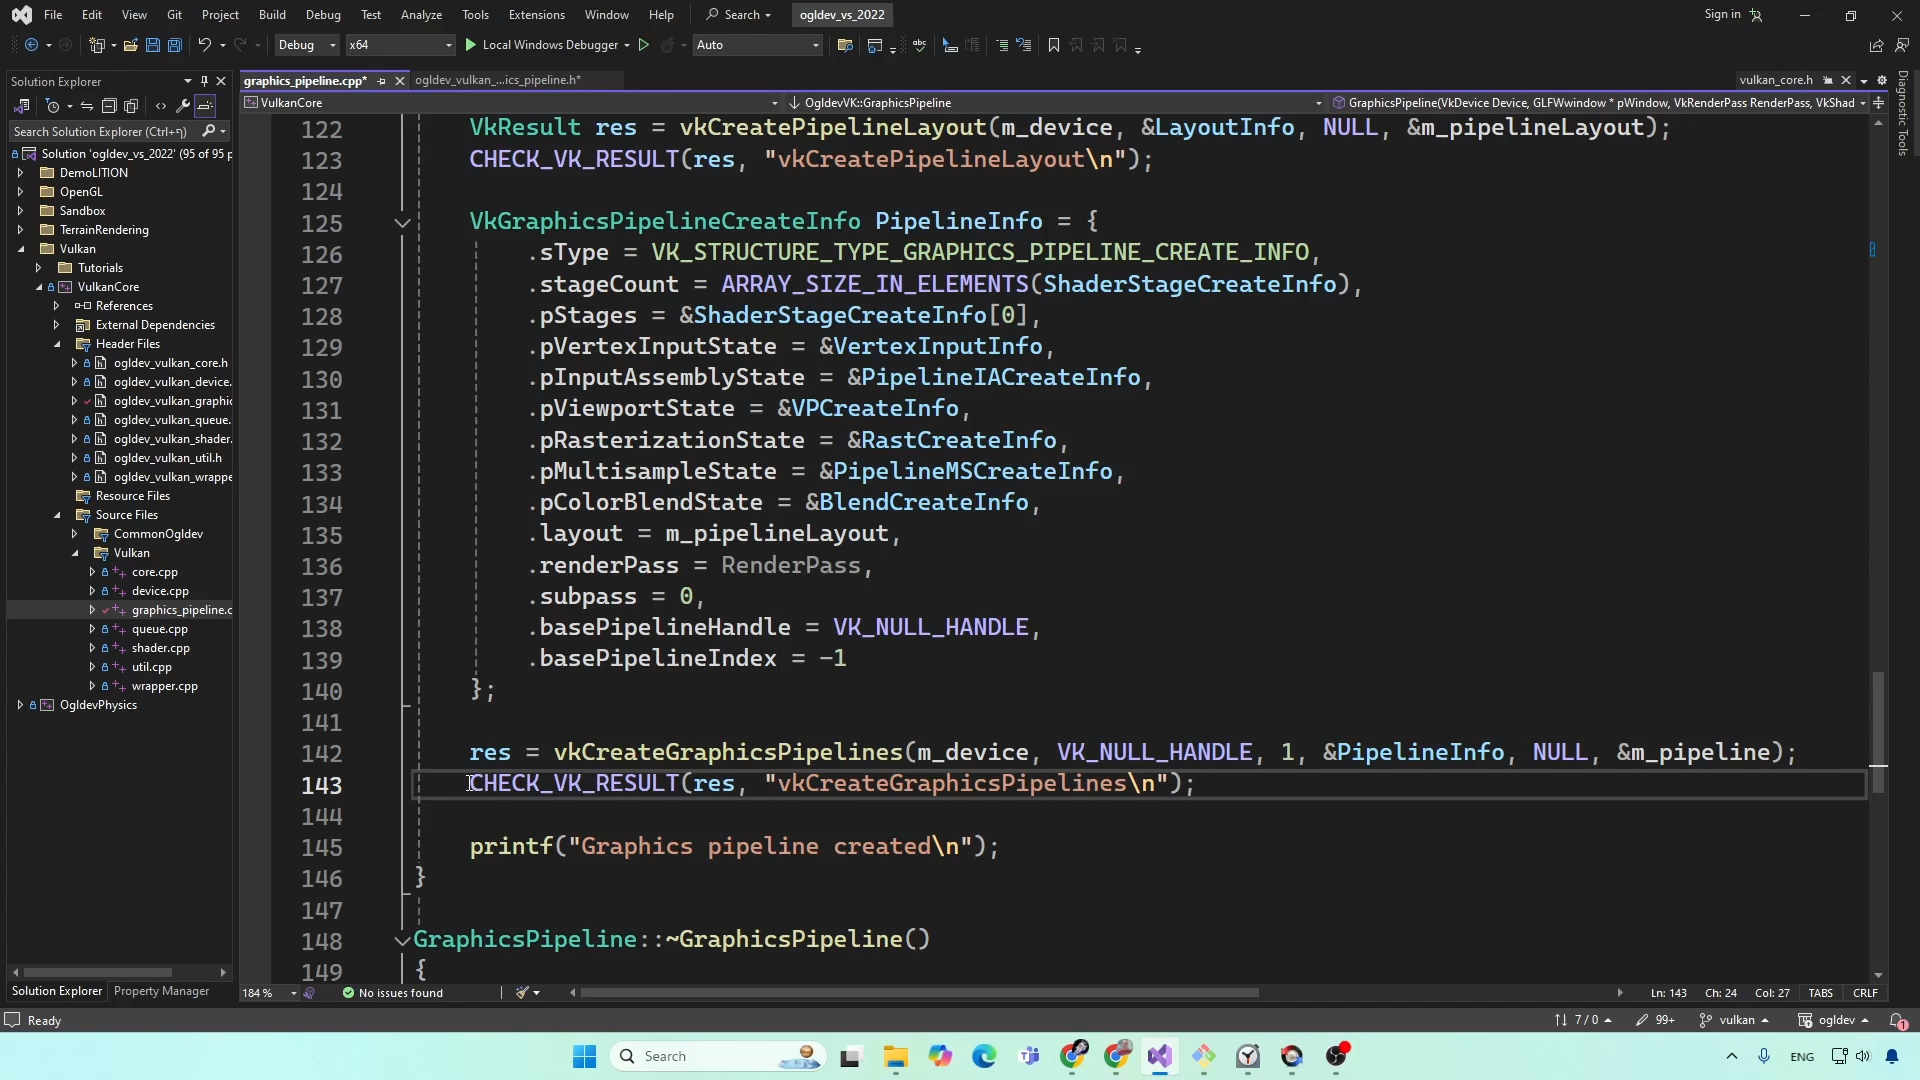 File Edit View Git Project Build Debug Test Analyze Tools Extensions Window Help Search ogldev_vs_2022 Sign in
Debug x64 Local Windows Debugger Auto
Solution Explorer
Search Solution Explorer (Ctrl+ף)
Solution 'ogldev_vs_2022' (95 of 95 p
DemoLITION
OpenGL
Sandbox
TerrainRendering
Vulkan
Tutorials
VulkanCore
References
External Dependencies
Header Files
ogldev_vulkan_core.h
ogldev_vulkan_device.
ogldev_vulkan_graphic
ogldev_vulkan_queue.
ogldev_vulkan_shader.
ogldev_vulkan_util.h
ogldev_vulkan_wrappe
Resource Files
Source Files
CommonOgldev
Vulkan
core.cpp
device.cpp
graphics_pipeline.c
queue.cpp
shader.cpp
util.cpp
wrapper.cpp
OgldevPhysics
Solution Explorer Property Manager
graphics_pipeline.cpp* ogldev_vulkan_...ics_pipeline.h* vulkan_core.h
VulkanCore OgldevVK::GraphicsPipeline GraphicsPipeline(VkDevice Device, GLFWwindow * pWindow, VkRenderPass RenderPass, VkShad
122 VkResult res = vkCreatePipelineLayout(m_device, &LayoutInfo, NULL, &m_pipelineLayout);
123 CHECK_VK_RESULT(res, "vkCreatePipelineLayout\n");
124
125 VkGraphicsPipelineCreateInfo PipelineInfo = {
126 .sType = VK_STRUCTURE_TYPE_GRAPHICS_PIPELINE_CREATE_INFO,
127 .stageCount = ARRAY_SIZE_IN_ELEMENTS(ShaderStageCreateInfo),
128 .pStages = &ShaderStageCreateInfo[0],
129 .pVertexInputState = &VertexInputInfo,
130 .pInputAssemblyState = &PipelineIACreateInfo,
131 .pViewportState = &VPCreateInfo,
132 .pRasterizationState = &RastCreateInfo,
133 .pMultisampleState = &PipelineMSCreateInfo,
134 .pColorBlendState = &BlendCreateInfo,
135 .layout = m_pipelineLayout,
136 .renderPass = RenderPass,
137 .subpass = 0,
138 .basePipelineHandle = VK_NULL_HANDLE,
139 .basePipelineIndex = -1
140 };
141
142 res = vkCreateGraphicsPipelines(m_device, VK_NULL_HANDLE, 1, &PipelineInfo, NULL, &m_pipeline);
143 CHECK_VK_RESULT(res, "vkCreateGraphicsPipelines\n");
144
145 printf("Graphics pipeline created\n");
146 }
147
148 GraphicsPipeline::~GraphicsPipeline()
149 {
Diagnostic Tools
184 % No issues found Ln: 143 Ch: 24 Col: 27 TABS CRLF
Ready 7 / 0 99+ vulkan ogldev 1
Search ENG